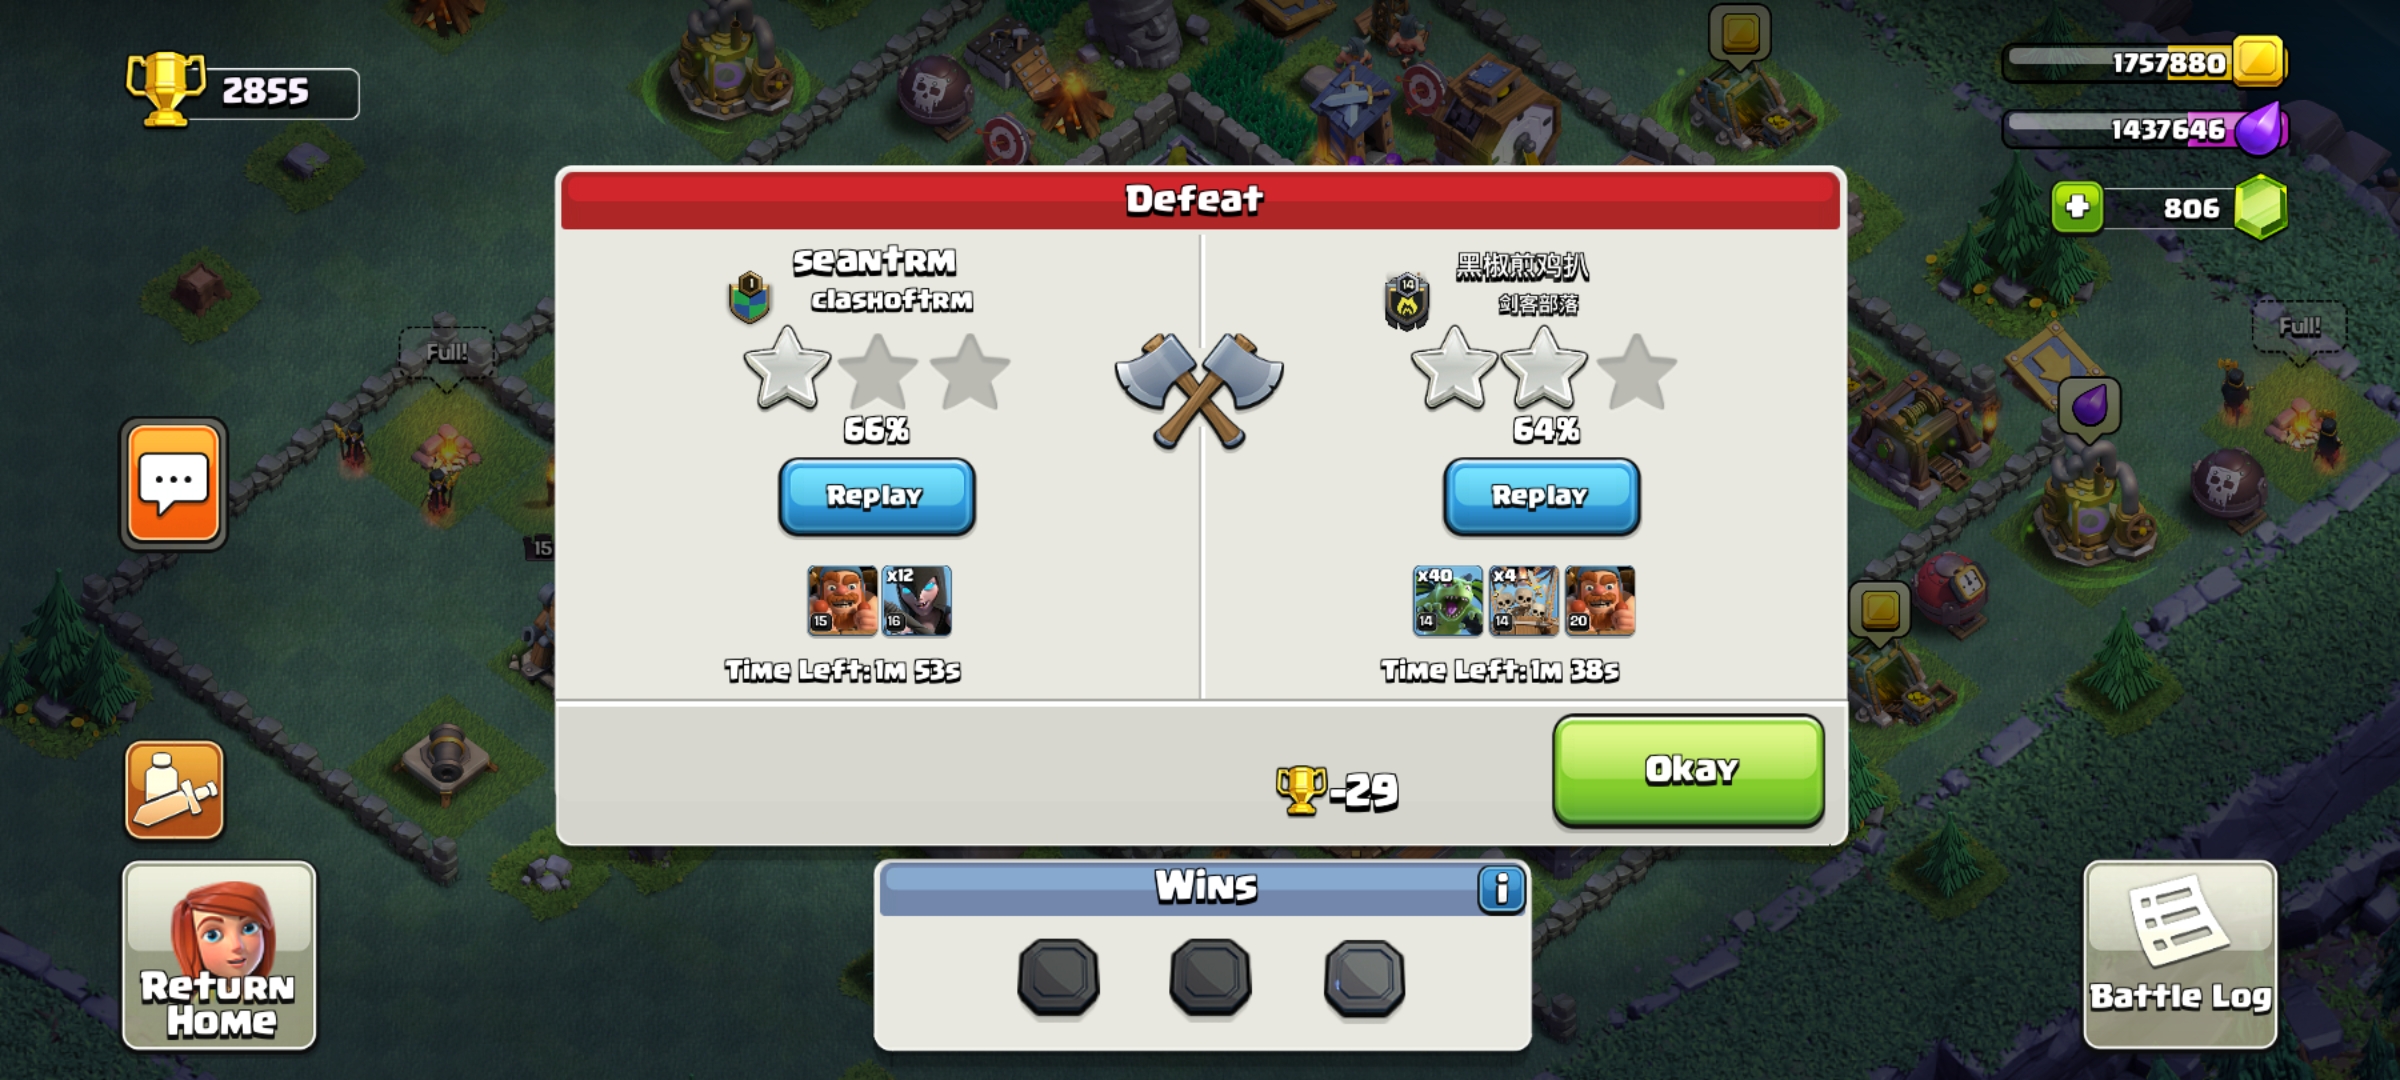 2855
1757880
1437646
806
Defeat
seantRM
clashoftRM
1
66%
Replay
15
x12
16
Time Left:1m 53s
黑椒煎鸡扒
剑客部落
14
64%
Replay
x40
14
x4
14
20
Time Left:1m 38s
-29
Okay
Full!
Full!
15
Wins
i
Return
Home
Battle Log